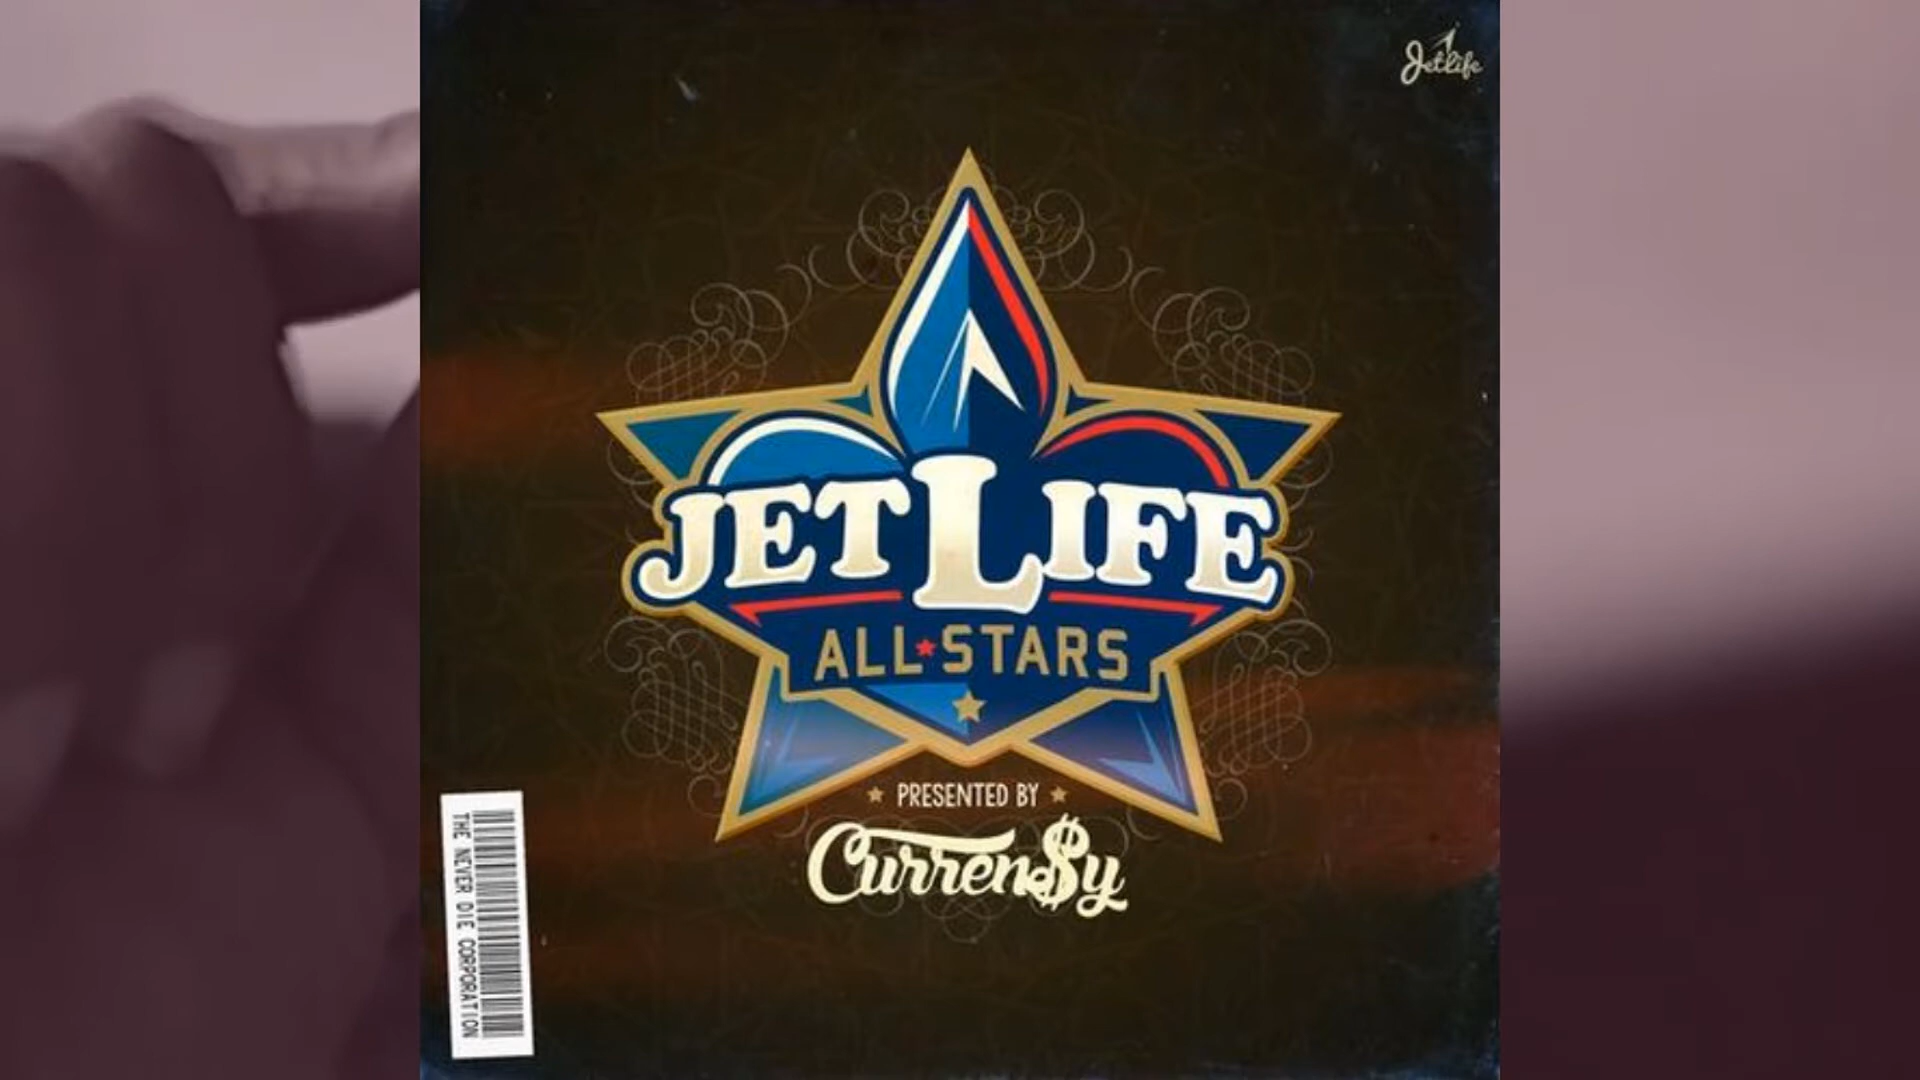 JetLife
JETLIFE
ALL★STARS
PRESENTED BY
Curren$y
THE NEVER DIE CORPORATION